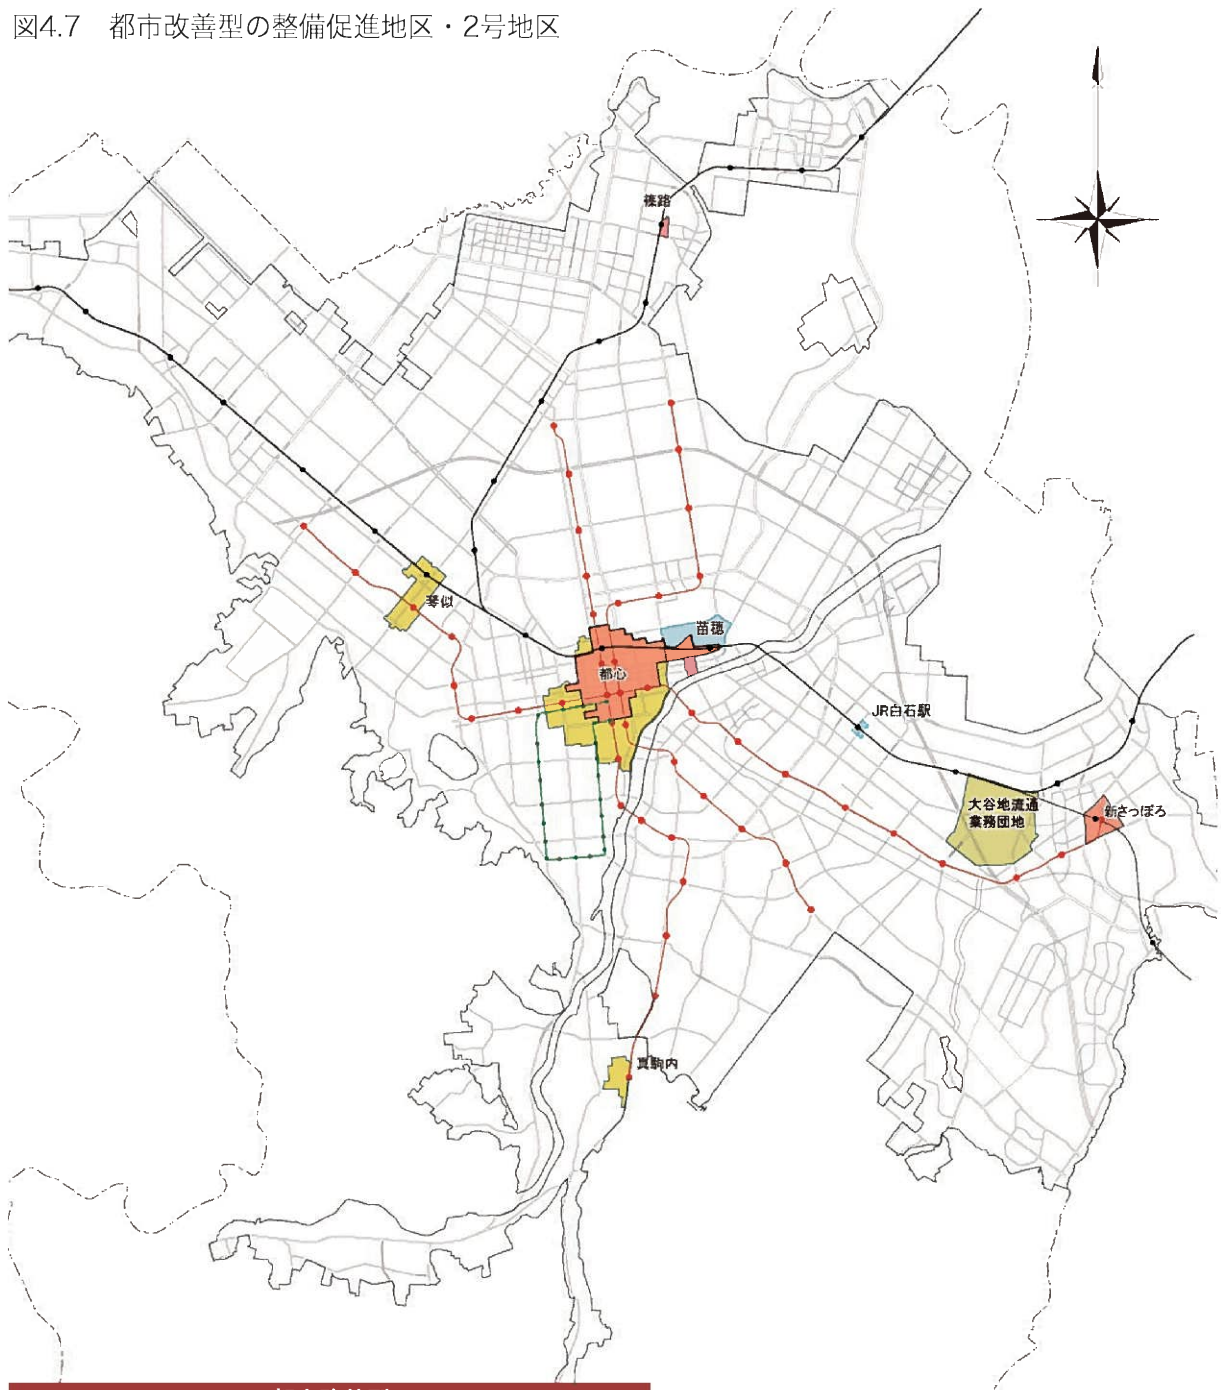 図4.7　都市改善型の整備促進地区・2号地区
篠路
琴似
苗穂
都心
JR白石駅
大谷地流通
業務団地
新さっぽろ
真駒内